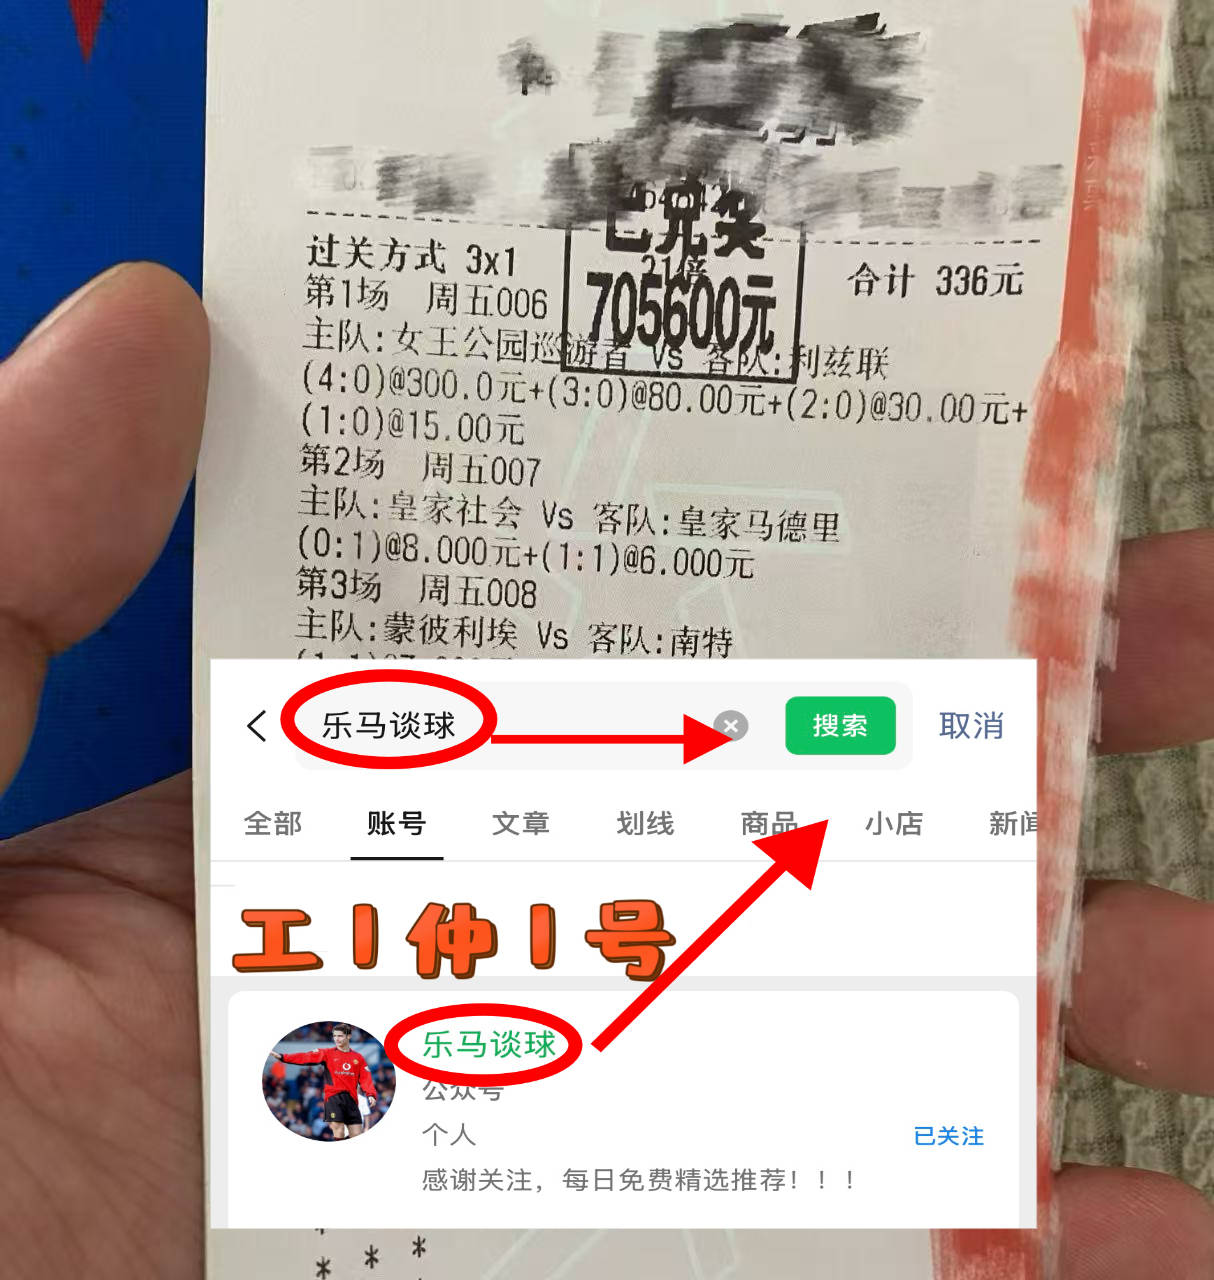 已兑奖
705600元
21倍
过关方式 3x1
合计 336元
第1场 周五006
主队:女王公园巡游者 Vs 客队:利兹联
(4:0)@300.0元+(3:0)@80.00元+(2:0)@30.00元+
(1:0)@15.00元
第2场 周五007
主队:皇家社会 Vs 客队:皇家马德里
(0:1)@8.000元+(1:1)@6.000元
第3场 周五008
主队:蒙彼利埃 Vs 客队:南特
乐马谈球
搜索
取消
全部 账号 文章 划线 商品 小店 新闻
工|仲|号
乐马谈球
公众号
个人
已关注
感谢关注，每日免费精选推荐！！！
* * *